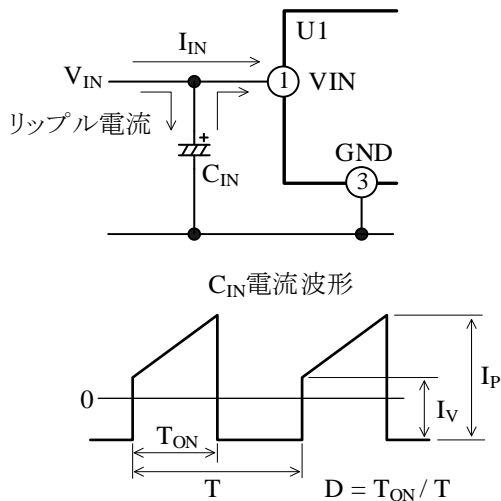 U1
I_IN
V_IN
1 VIN
リップル電流
+
C_IN
GND
3
C_IN電流波形
0
I_P
I_V
T_ON
T
D = T_ON / T